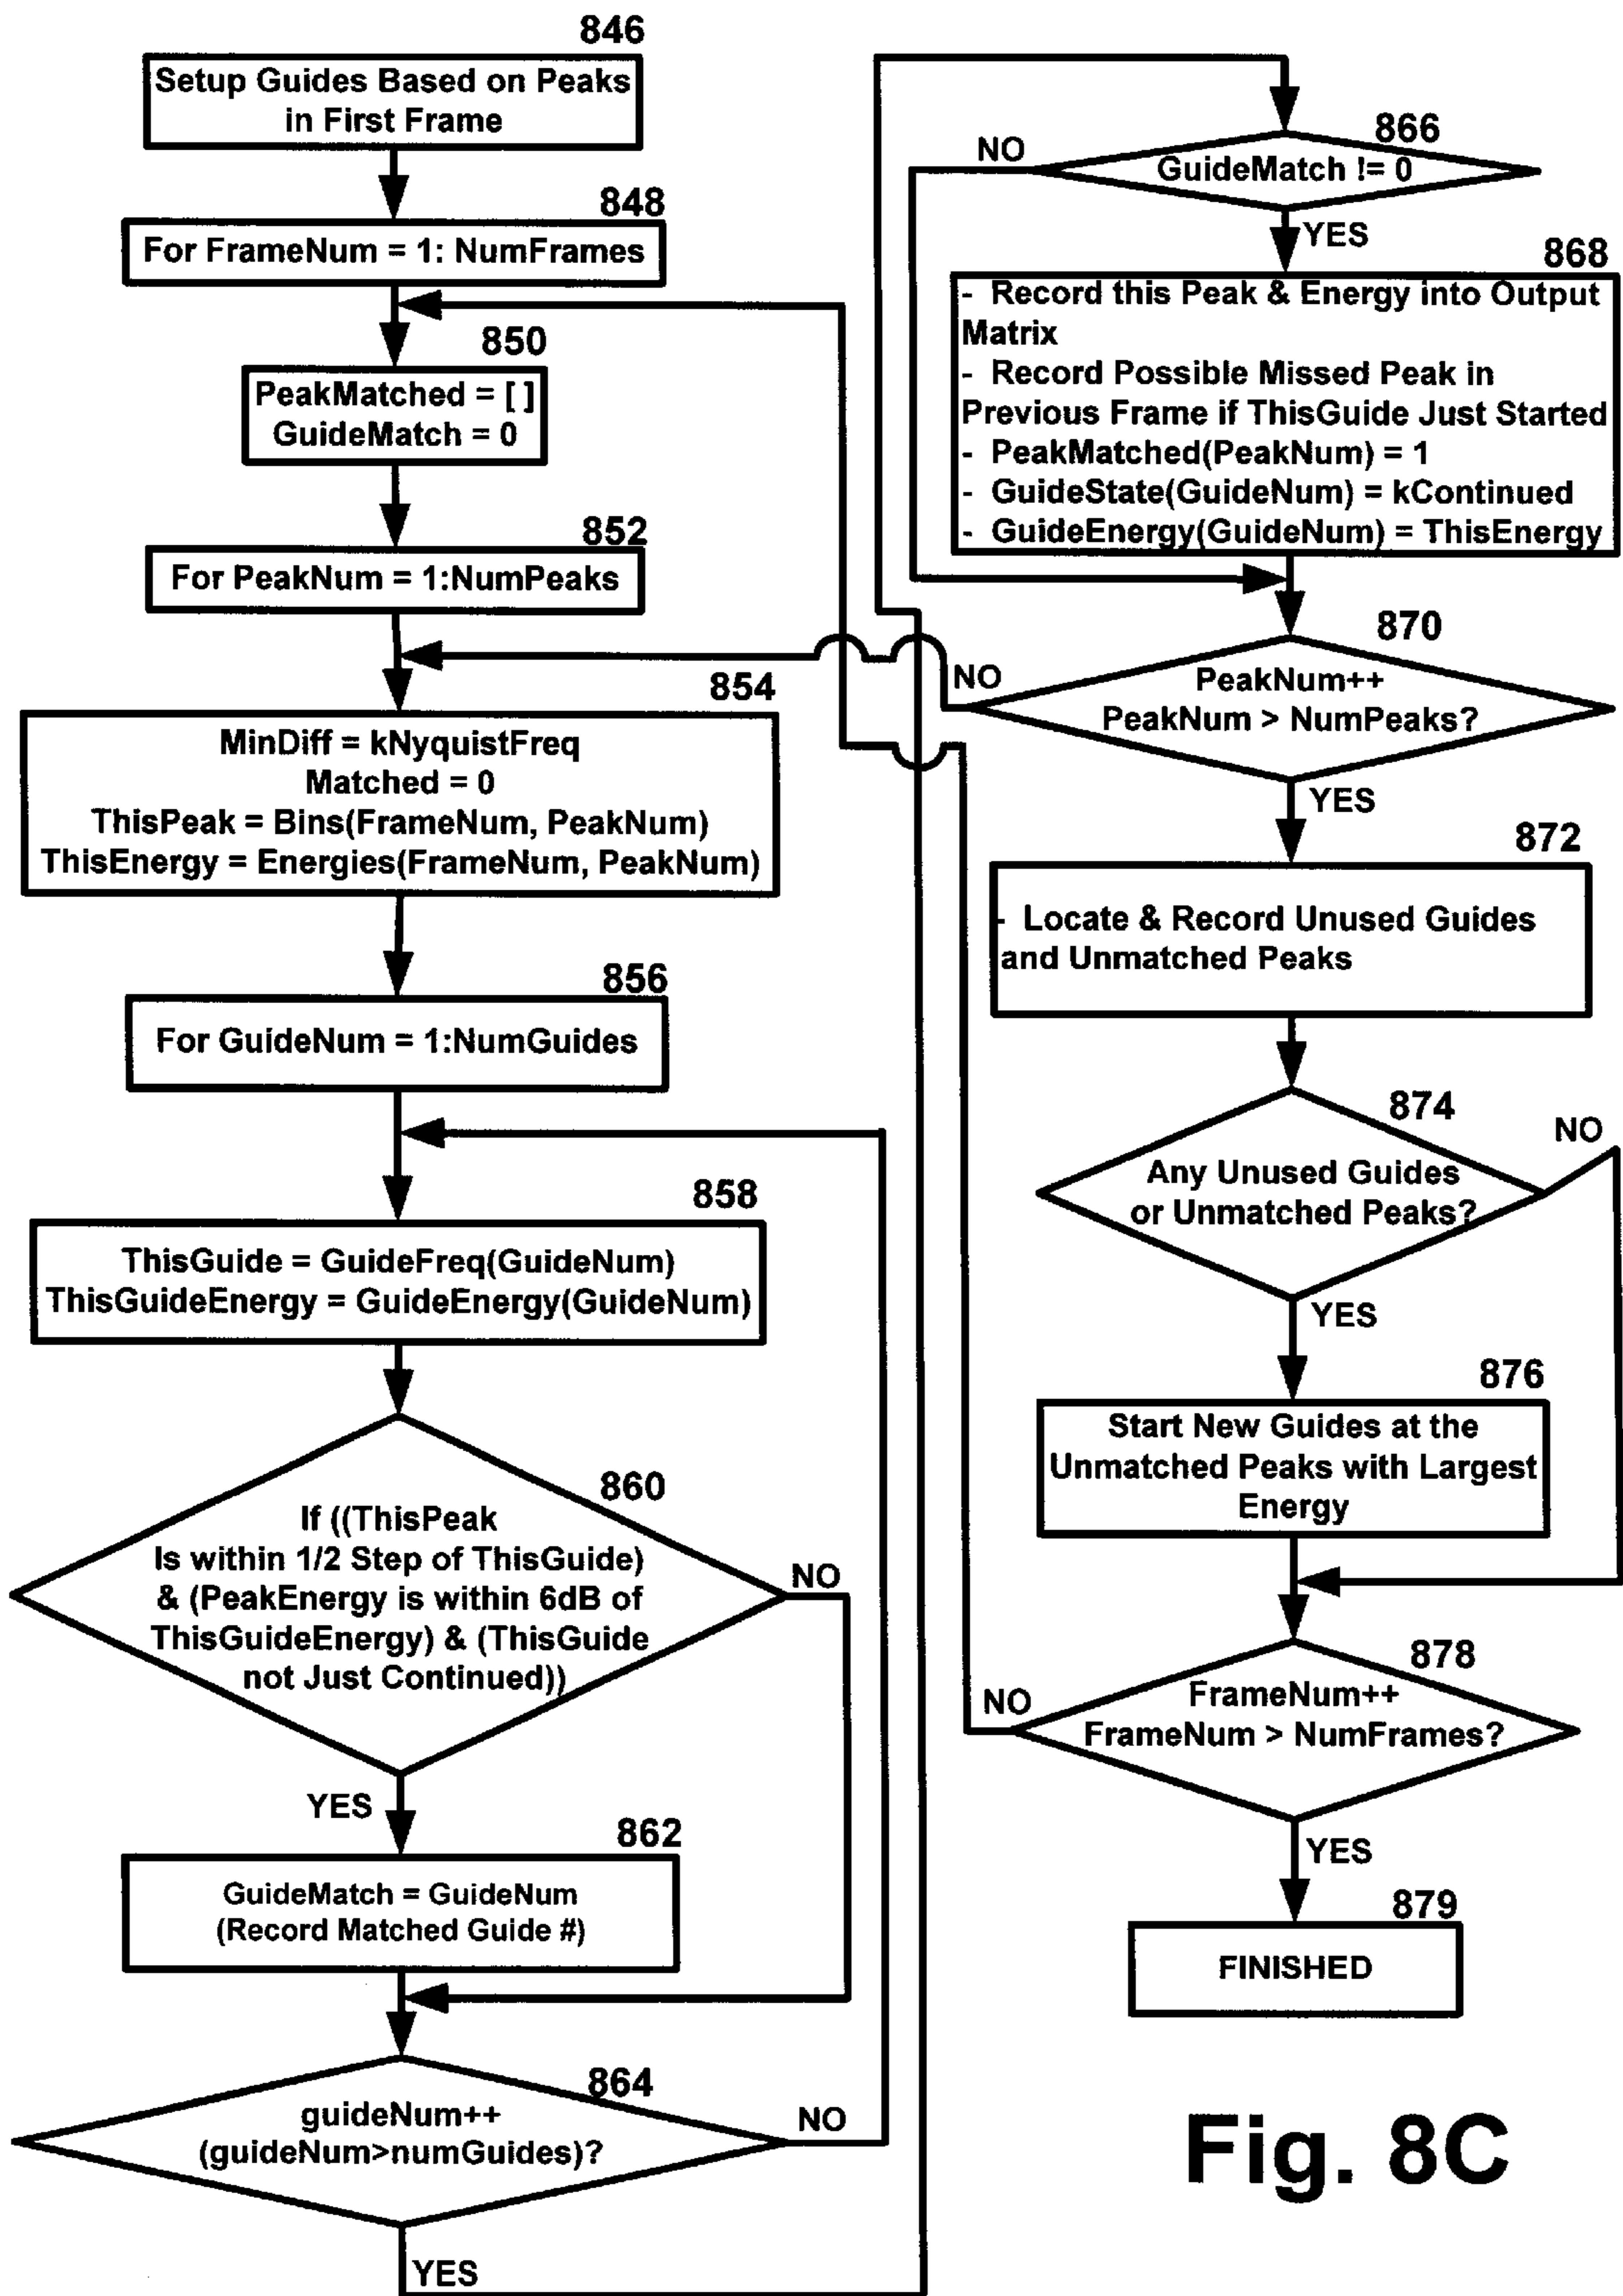 846
Setup Guides Based on Peaks
in First Frame
848
For FrameNum = 1: NumFrames
850
PeakMatched = [ ]
GuideMatch = 0
852
For PeakNum = 1:NumPeaks
854
MinDiff = kNyquistFreq
Matched = 0
ThisPeak = Bins(FrameNum, PeakNum)
ThisEnergy = Energies(FrameNum, PeakNum)
856
For GuideNum = 1:NumGuides
858
ThisGuide = GuideFreq(GuideNum)
ThisGuideEnergy = GuideEnergy(GuideNum)
860
If ((ThisPeak
Is within 1/2 Step of ThisGuide)
& (PeakEnergy is within 6dB of
ThisGuideEnergy) & (ThisGuide
not Just Continued))
NO
YES
862
GuideMatch = GuideNum
(Record Matched Guide #)
864
guideNum++
(guideNum>numGuides)?
NO
YES
866
NO
GuideMatch != 0
YES
868
- Record this Peak & Energy into Output
Matrix
- Record Possible Missed Peak in
Previous Frame if ThisGuide Just Started
- PeakMatched(PeakNum) = 1
- GuideState(GuideNum) = kContinued
- GuideEnergy(GuideNum) = ThisEnergy
870
NO
PeakNum++
PeakNum > NumPeaks?
YES
872
- Locate & Record Unused Guides
and Unmatched Peaks
874
NO
Any Unused Guides
or Unmatched Peaks?
YES
876
Start New Guides at the
Unmatched Peaks with Largest
Energy
878
NO
FrameNum++
FrameNum > NumFrames?
YES
879
FINISHED
Fig. 8C